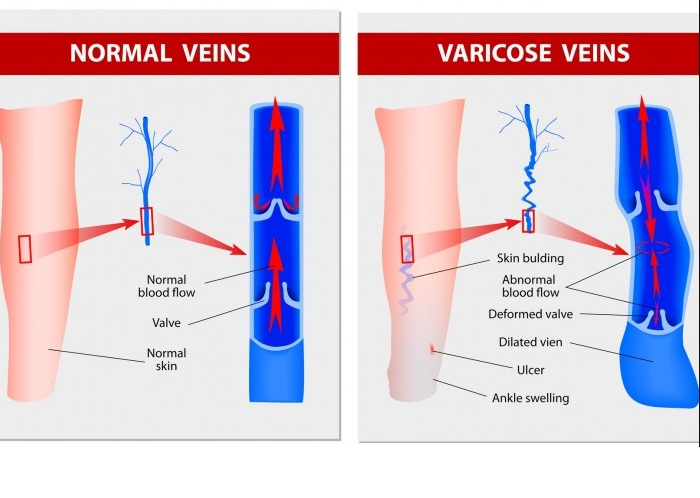 NORMAL VEINS
Normal
blood flow
Valve
Normal
skin
VARICOSE VEINS
Skin bulding
Abnormal
blood flow
Deformed valve
Dilated vien
Ulcer
Ankle swelling